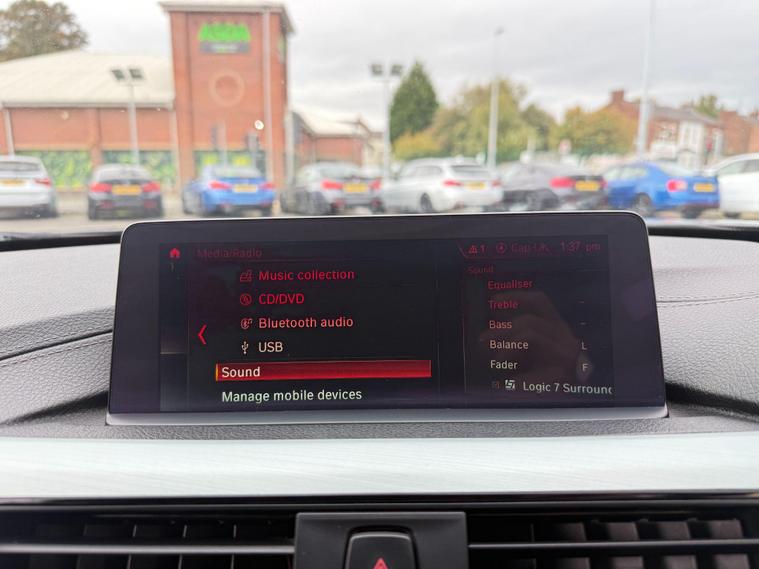 ASDA
Media/Radio
1
Cap-UK
1:37 pm
Music collection
CD/DVD
Bluetooth audio
USB
Sound
Manage mobile devices
Sound
Equaliser
Treble
Bass
Balance L
Fader F
Logic 7 Surround